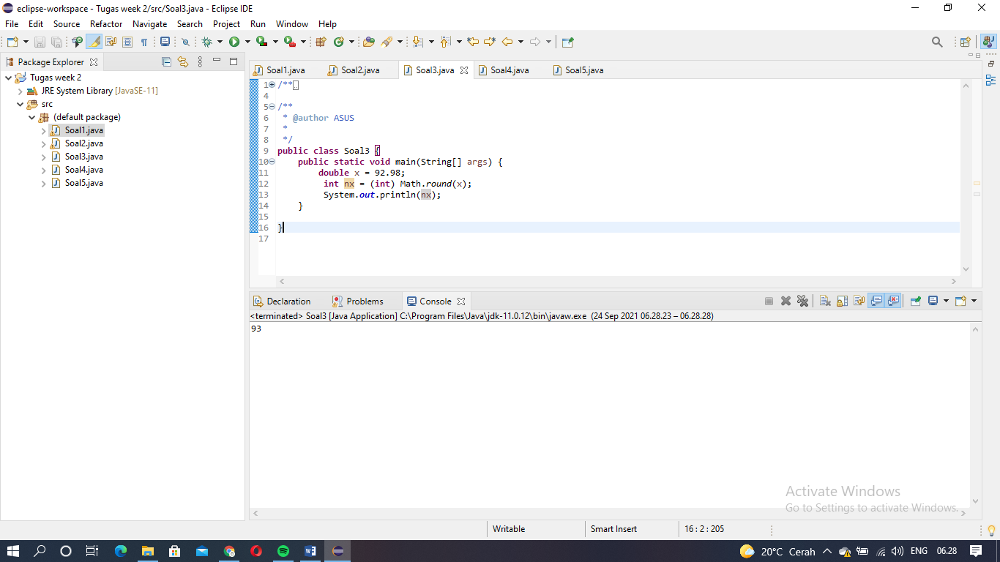 eclipse-workspace - Tugas week 2/src/Soal3.java - Eclipse IDE
File Edit Source Refactor Navigate Search Project Run Window Help
Package Explorer
Tugas week 2
JRE System Library [JavaSE-11]
src
(default package)
Soal1.java
Soal2.java
Soal3.java
Soal4.java
Soal5.java
Soal1.java Soal2.java Soal3.java Soal4.java Soal5.java
1 /**
4
5 /**
6  * @author ASUS
7  *
8  */
9 public class Soal3 {
10     public static void main(String[] args) {
11         double x = 92.98;
12          int nx = (int) Math.round(x);
13          System.out.println(nx);
14     }
15
16 }
17
Declaration Problems Console
<terminated> Soal3 [Java Application] C:\Program Files\Java\jdk-11.0.12\bin\javaw.exe (24 Sep 2021 06.28.23 – 06.28.28)
93
Activate Windows
Go to Settings to activate Windows.
Writable Smart Insert 16 : 2 : 205
20°C Cerah ENG 06.28